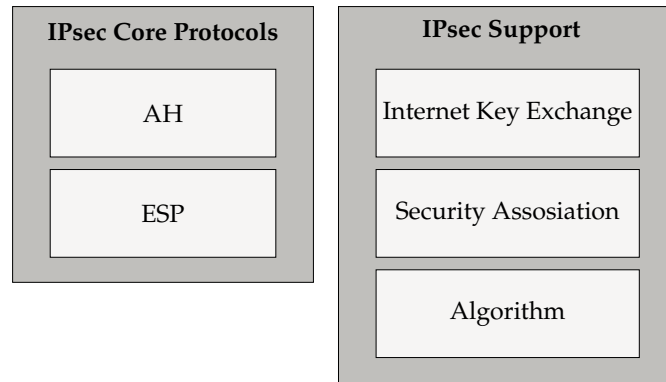 IPsec Core Protocols
AH
ESP
IPsec Support
Internet Key Exchange
Security Assosiation
Algorithm